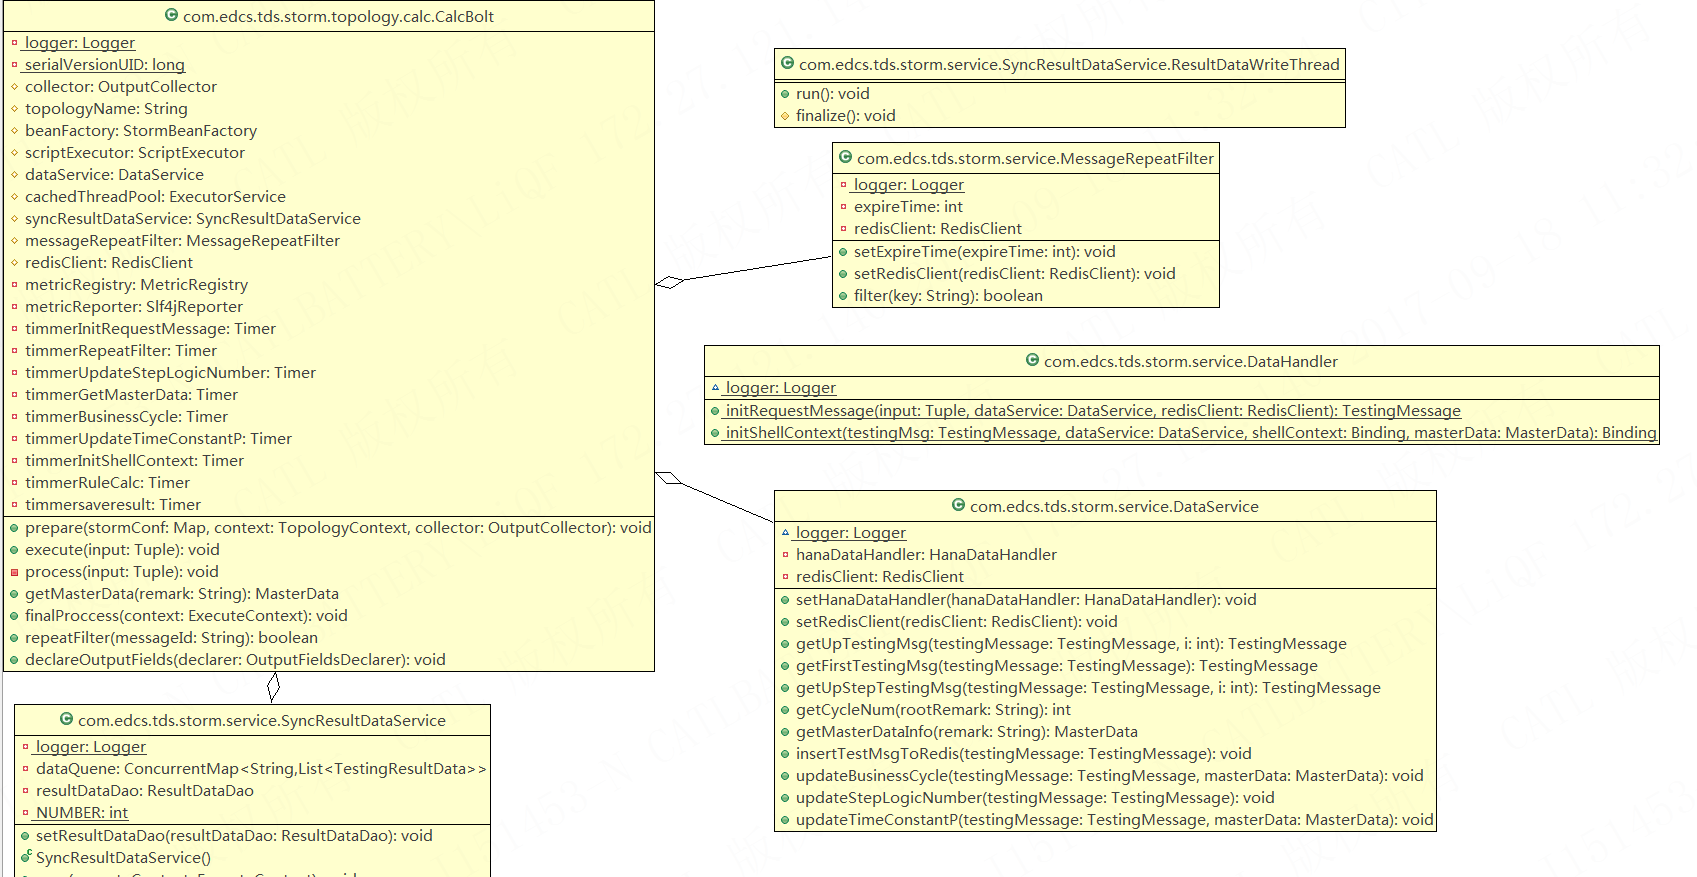 com.edcs.tds.storm.topology.calc.CalcBolt
logger: Logger
serialVersionUID: long
collector: OutputCollector
topologyName: String
beanFactory: StormBeanFactory
scriptExecutor: ScriptExecutor
dataService: DataService
cachedThreadPool: ExecutorService
syncResultDataService: SyncResultDataService
messageRepeatFilter: MessageRepeatFilter
redisClient: RedisClient
metricRegistry: MetricRegistry
metricReporter: Slf4jReporter
timmerInitRequestMessage: Timer
timmerRepeatFilter: Timer
timmerUpdateStepLogicNumber: Timer
timmerGetMasterData: Timer
timmerBusinessCycle: Timer
timmerUpdateTimeConstantP: Timer
timmerInitShellContext: Timer
timmerRuleCalc: Timer
timmersaveresult: Timer
prepare(stormConf: Map, context: TopologyContext, collector: OutputCollector): void
execute(input: Tuple): void
process(input: Tuple): void
getMasterData(remark: String): MasterData
finalProccess(context: ExecuteContext): void
repeatFilter(messageId: String): boolean
declareOutputFields(declarer: OutputFieldsDeclarer): void
com.edcs.tds.storm.service.SyncResultDataService.ResultDataWriteThread
run(): void
finalize(): void
com.edcs.tds.storm.service.MessageRepeatFilter
logger: Logger
expireTime: int
redisClient: RedisClient
setExpireTime(expireTime: int): void
setRedisClient(redisClient: RedisClient): void
filter(key: String): boolean
com.edcs.tds.storm.service.DataHandler
logger: Logger
initRequestMessage(input: Tuple, dataService: DataService, redisClient: RedisClient): TestingMessage
initShellContext(testingMsg: TestingMessage, dataService: DataService, shellContext: Binding, masterData: MasterData): Binding
com.edcs.tds.storm.service.DataService
logger: Logger
hanaDataHandler: HanaDataHandler
redisClient: RedisClient
setHanaDataHandler(hanaDataHandler: HanaDataHandler): void
setRedisClient(redisClient: RedisClient): void
getUpTestingMsg(testingMessage: TestingMessage, i: int): TestingMessage
getFirstTestingMsg(testingMessage: TestingMessage): TestingMessage
getUpStepTestingMsg(testingMessage: TestingMessage, i: int): TestingMessage
getCycleNum(rootRemark: String): int
getMasterDataInfo(remark: String): MasterData
insertTestMsgToRedis(testingMessage: TestingMessage): void
updateBusinessCycle(testingMessage: TestingMessage, masterData: MasterData): void
updateStepLogicNumber(testingMessage: TestingMessage): void
updateTimeConstantP(testingMessage: TestingMessage, masterData: MasterData): void
com.edcs.tds.storm.service.SyncResultDataService
logger: Logger
dataQuene: ConcurrentMap<String,List<TestingResultData>>
resultDataDao: ResultDataDao
NUMBER: int
setResultDataDao(resultDataDao: ResultDataDao): void
SyncResultDataService()